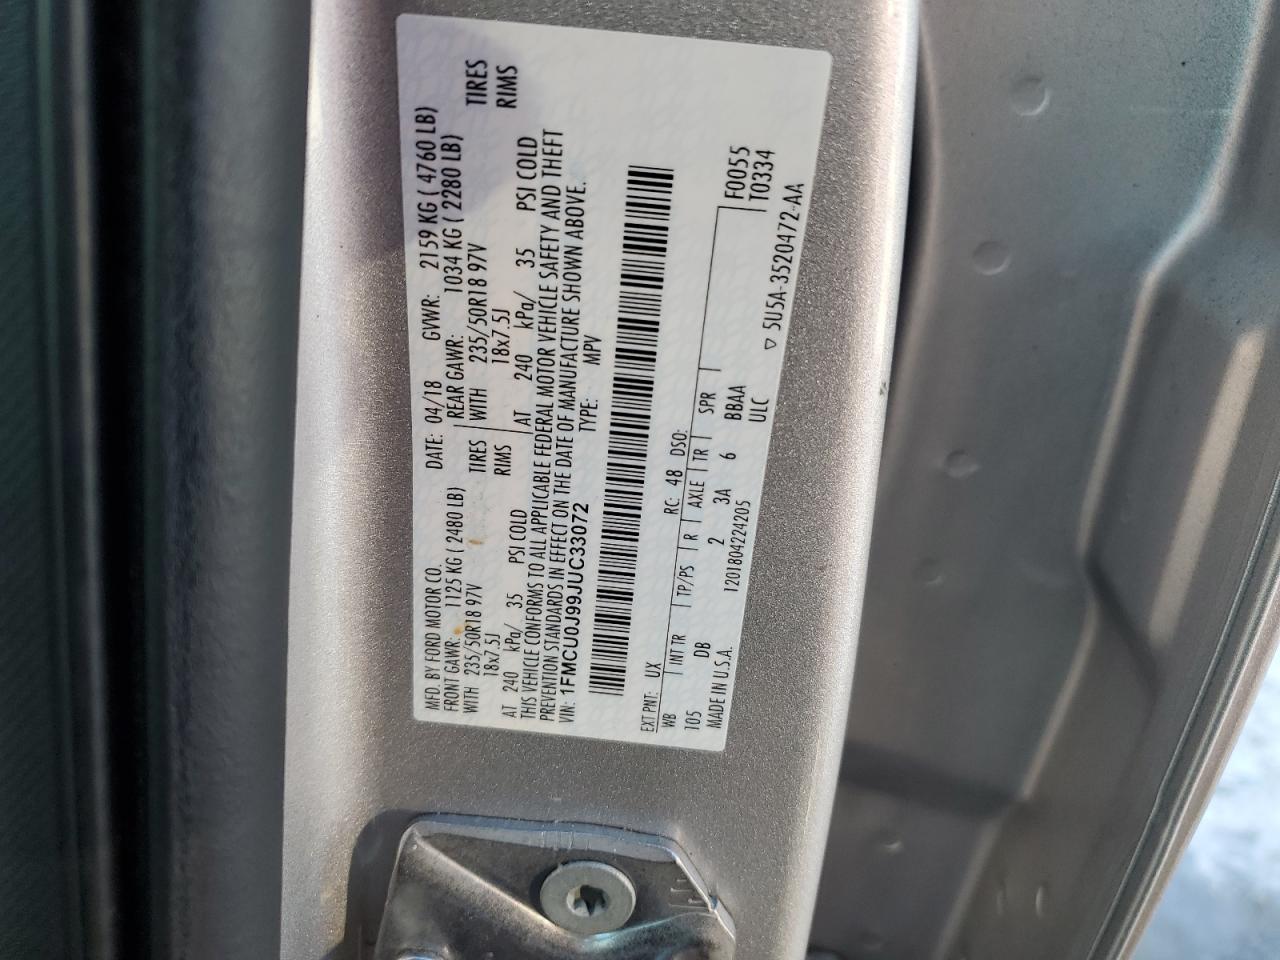 MFD. BY FORD MOTOR CO. DATE: 04/18 GVWR: 2159 KG ( 4760 LB)
FRONT GAWR: 1125 KG ( 2480 LB) REAR GAWR: 1034 KG ( 2280 LB)
WITH 235/50R18 97V TIRES WITH 235/50R18 97V TIRES
18x7.5J RIMS 18x7.5J RIMS
AT 240 kPa/ 35 PSI COLD AT 240 kPa/ 35 PSI COLD
THIS VEHICLE CONFORMS TO ALL APPLICABLE FEDERAL MOTOR VEHICLE SAFETY AND THEFT
PREVENTION STANDARDS IN EFFECT ON THE DATE OF MANUFACTURE SHOWN ABOVE.
VIN: 1FMCU0J99JUC33072 TYPE: MPV
EXT PNT: UX RC: 48 DSO: F0055
WB INT TR TP/PS R AXLE TR SPR T0334
105 DB 2 3A 6 BBAA
MADE IN U.S.A. 1201804224205 ULC ▽ 5U5A-3520472-AA